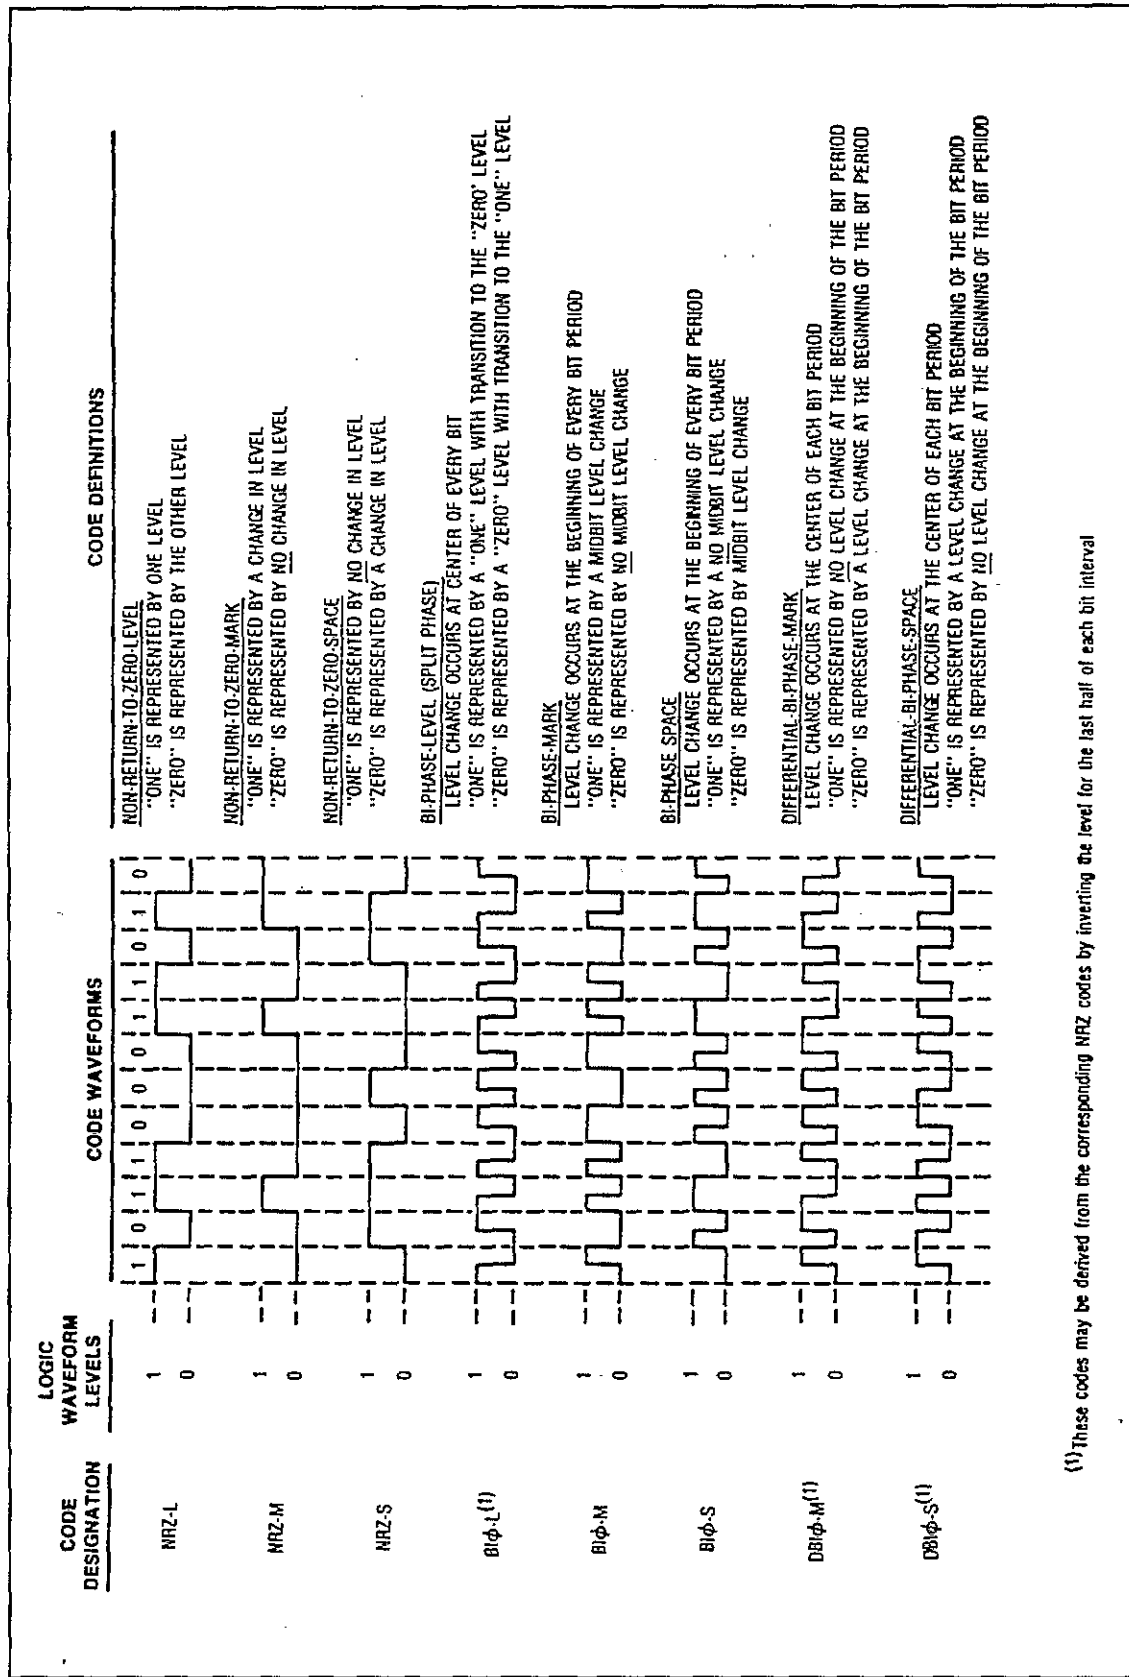 CODE DESIGNATION
LOGIC WAVEFORM LEVELS
CODE WAVEFORMS
CODE DEFINITIONS
1 0 1 1 0 0 0 1 1 0 1 0
NRZ-L
1
0
NON-RETURN-TO-ZERO-LEVEL
"ONE" IS REPRESENTED BY ONE LEVEL
"ZERO" IS REPRESENTED BY THE OTHER LEVEL
NRZ-M
1
0
NON-RETURN-TO-ZERO-MARK
"ONE" IS REPRESENTED BY A CHANGE IN LEVEL
"ZERO" IS REPRESENTED BY NO CHANGE IN LEVEL
NRZ-S
1
0
NON-RETURN-TO-ZERO-SPACE
"ONE" IS REPRESENTED BY NO CHANGE IN LEVEL
"ZERO" IS REPRESENTED BY A CHANGE IN LEVEL
BIϕ-L(1)
1
0
BI-PHASE-LEVEL (SPLIT PHASE)
LEVEL CHANGE OCCURS AT CENTER OF EVERY BIT
"ONE" IS REPRESENTED BY A "ONE" LEVEL WITH TRANSITION TO THE "ZERO' LEVEL
"ZERO" IS REPRESENTED BY A "ZERO" LEVEL WITH TRANSITION TO THE "ONE" LEVEL
BIϕ-M
1
0
BI-PHASE-MARK
LEVEL CHANGE OCCURS AT THE BEGINNING OF EVERY BIT PERIOD
"ONE" IS REPRESENTED BY A MIDBIT LEVEL CHANGE
"ZERO" IS REPRESENTED BY NO MIDBIT LEVEL CHANGE
BIϕ-S
1
0
BI-PHASE SPACE
LEVEL CHANGE OCCURS AT THE BEGINNING OF EVERY BIT PERIOD
"ONE" IS REPRESENTED BY A NO MIDBIT LEVEL CHANGE
"ZERO" IS REPRESENTED BY MIDBIT LEVEL CHANGE
DBIϕ-M(1)
1
0
DIFFERENTIAL-BI-PHASE-MARK
LEVEL CHANGE OCCURS AT THE CENTER OF EACH BIT PERIOD
"ONE" IS REPRESENTED BY NO LEVEL CHANGE AT THE BEGINNING OF THE BIT PERIOD
"ZERO" IS REPRESENTED BY A LEVEL CHANGE AT THE BEGINNING OF THE BIT PERIOD
DBIϕ-S(1)
1
0
DIFFERENTIAL-BI-PHASE-SPACE
LEVEL CHANGE OCCURS AT THE CENTER OF EACH BIT PERIOD
"ONE" IS REPRESENTED BY A LEVEL CHANGE AT THE BEGINNING OF THE BIT PERIOD
"ZERO" IS REPRESENTED BY NO LEVEL CHANGE AT THE BEGINNING OF THE BIT PERIOD
(1)These codes may be derived from the corresponding NRZ codes by inverting the level for the last half of each bit interval